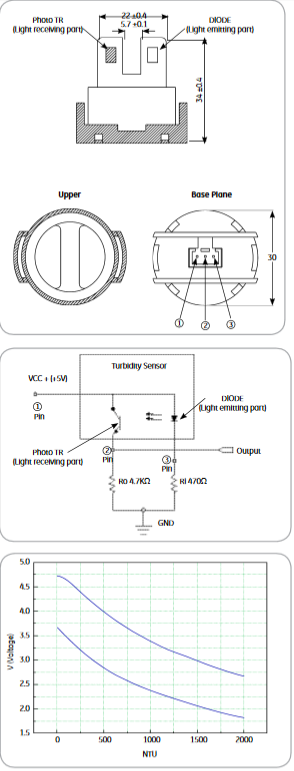 22 ±0.4
5.7 ±0.1
Photo TR
(Light receiving part)
DIODE
(Light emitting part)
34 ±0.4
Upper
Base Plane
30
① ② ③
Turbidity Sensor
VCC + (+5V)
①
Pin
DIODE
(Light emitting part)
Photo TR
(Light receiving part)
②
Pin
③
Pin
Output
Ro 4.7KΩ
Rl 470Ω
GND
V (Voltage)
5.0
4.5
4.0
3.5
3.0
2.5
2.0
1.5
0 500 1000 1500 2000
NTU